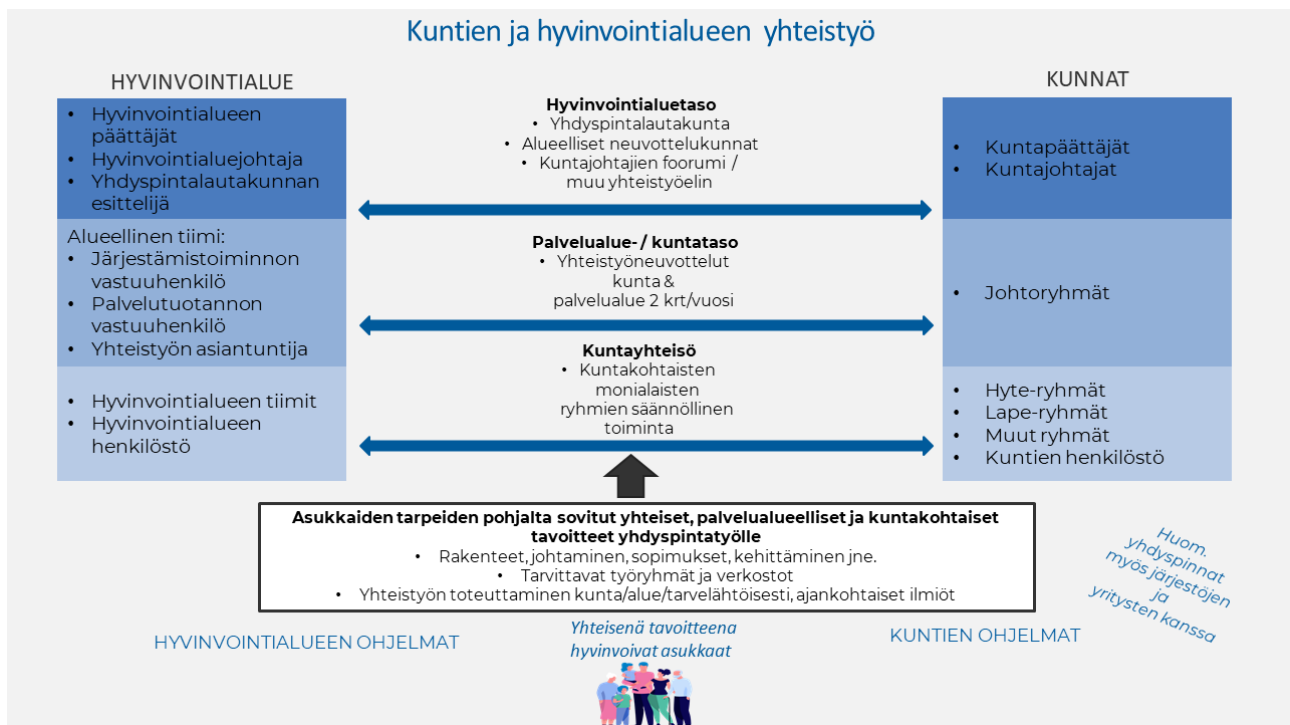 Kuntien ja hyvinvointialueen yhteistyö
HYVINVOINTIALUE
• Hyvinvointialueen
päättäjät
• Hyvinvointialuejohtaja
• Yhdyspintalautakunnan
esittelijä
Alueellinen tiimi:
• Järjestämistoiminnon
vastuuhenkilö
• Palvelutuotannon
vastuuhenkilö
• Yhteistyön asiantuntija
• Hyvinvointialueen tiimit
• Hyvinvointialueen
henkilöstö
Hyvinvointialuetaso
• Yhdyspintalautakunta
• Alueelliset neuvottelukunnat
• Kuntajohtajien foorumi /
muu yhteistyöelin
Palvelualue- / kuntataso
• Yhteistyöneuvottelut
kunta &
palvelualue 2 krt/vuosi
Kuntayhteisö
• Kuntakohtaisten
monialaisten
ryhmien säännöllinen
toiminta
KUNNAT
• Kuntapäättäjät
• Kuntajohtajat
• Johtoryhmät
• Hyte-ryhmät
• Lape-ryhmät
• Muut ryhmät
• Kuntien henkilöstö
Asukkaiden tarpeiden pohjalta sovitut yhteiset, palvelualueelliset ja kuntakohtaiset
tavoitteet yhdyspintatyölle
• Rakenteet, johtaminen, sopimukset, kehittäminen jne.
• Tarvittavat työryhmät ja verkostot
• Yhteistyön toteuttaminen kunta/alue/tarvelähtöisesti, ajankohtaiset ilmiöt
Huom.
yhdyspinnat
myös järjestöjen
ja
yritysten kanssa
HYVINVOINTIALUEEN OHJELMAT
Yhteisenä tavoitteena
hyvinvoivat asukkaat
KUNTIEN OHJELMAT